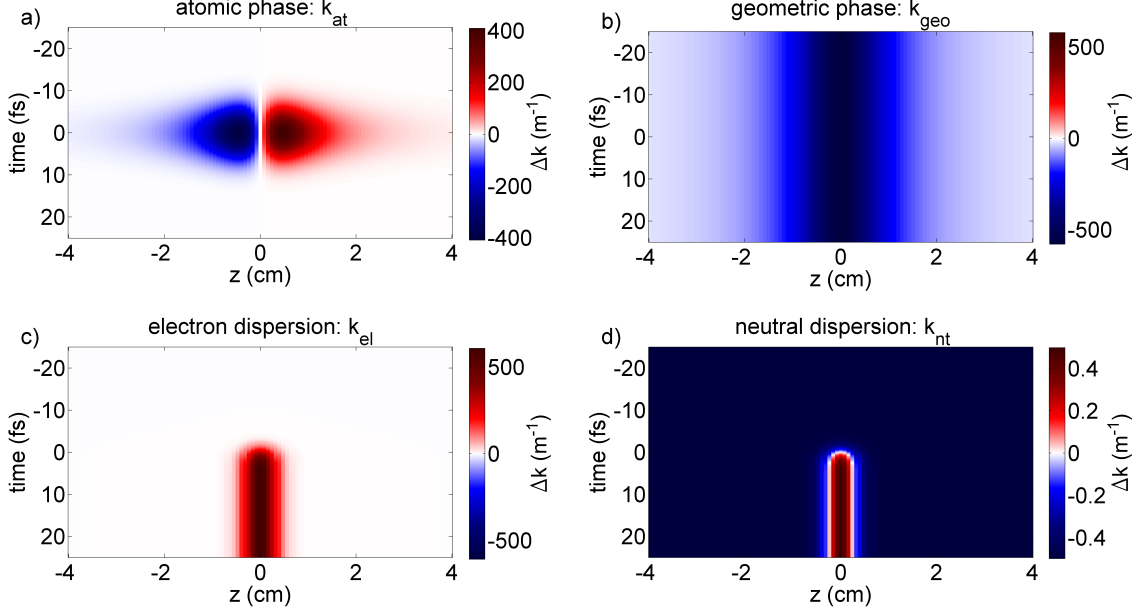 a)
atomic phase: k_at
-20
-10
0
10
20
time (fs)
-4 -2 0 2 4
z (cm)
400
200
0
-200
-400
Δk (m⁻¹)
b)
geometric phase: k_geo
-20
-10
0
10
20
time (fs)
-4 -2 0 2 4
z (cm)
500
0
-500
Δk (m⁻¹)
c)
electron dispersion: k_el
-20
-10
0
10
20
time (fs)
-4 -2 0 2 4
z (cm)
500
0
-500
Δk (m⁻¹)
d)
neutral dispersion: k_nt
-20
-10
0
10
20
time (fs)
-4 -2 0 2 4
z (cm)
0.4
0.2
0
-0.2
-0.4
Δk (m⁻¹)